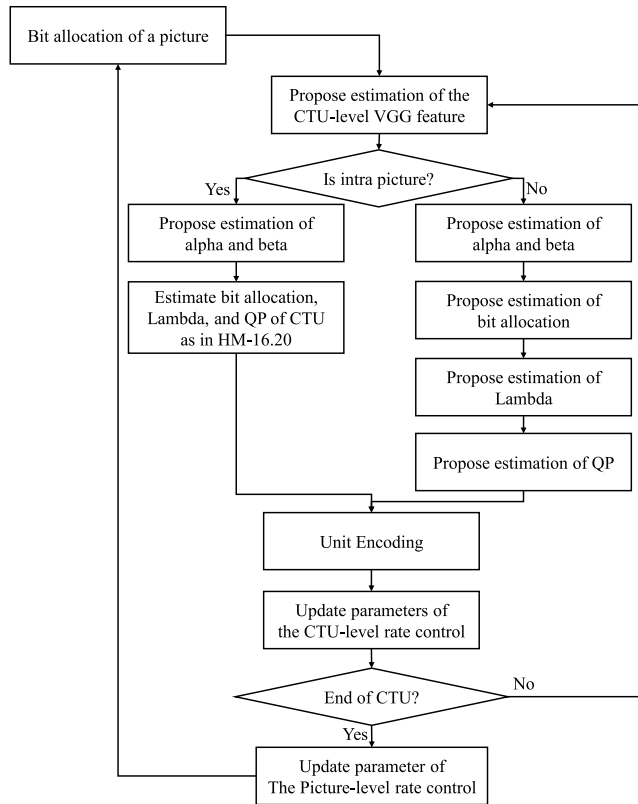 Bit allocation of a picture
Propose estimation of the
CTU-level VGG feature
Is intra picture?
Yes
No
Propose estimation of
alpha and beta
Propose estimation of
alpha and beta
Estimate bit allocation,
Lambda, and QP of CTU
as in HM-16.20
Propose estimation of
bit allocation
Propose estimation of
Lambda
Propose estimation of QP
Unit Encoding
Update parameters of
the CTU-level rate control
End of CTU?
No
Yes
Update parameter of
The Picture-level rate control